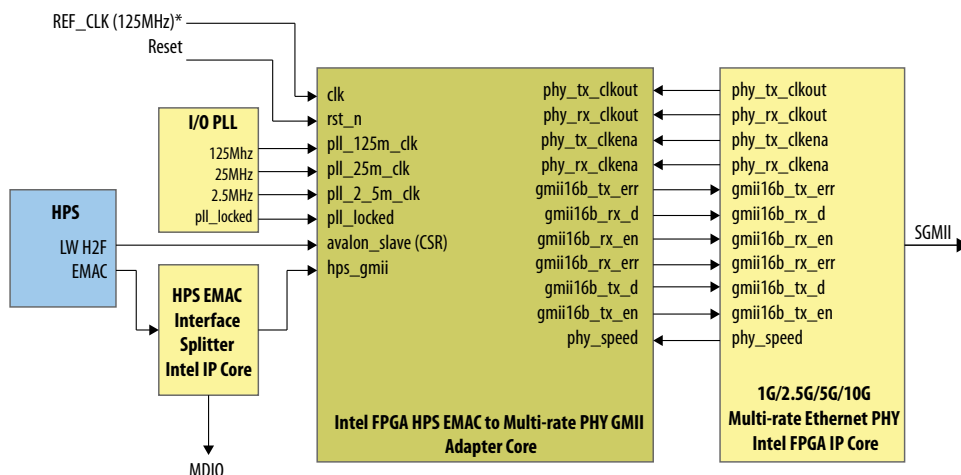 REF_CLK (125MHz)*
Reset
I/O PLL
125Mhz
25MHz
2.5MHz
pll_locked
HPS
LW H2F
EMAC
HPS EMAC
Interface
Splitter
Intel IP Core
MDIO
clk
rst_n
pll_125m_clk
pll_25m_clk
pll_2_5m_clk
pll_locked
avalon_slave (CSR)
hps_gmii
phy_tx_clkout
phy_rx_clkout
phy_tx_clkena
phy_rx_clkena
gmii16b_tx_err
gmii16b_rx_d
gmii16b_rx_en
gmii16b_rx_err
gmii16b_tx_d
gmii16b_tx_en
phy_speed
Intel FPGA HPS EMAC to Multi-rate PHY GMII
Adapter Core
phy_tx_clkout
phy_rx_clkout
phy_tx_clkena
phy_rx_clkena
gmii16b_tx_err
gmii16b_rx_d
gmii16b_rx_en
gmii16b_rx_err
gmii16b_tx_d
gmii16b_tx_en
phy_speed
1G/2.5G/5G/10G
Multi-rate Ethernet PHY
Intel FPGA IP Core
SGMII